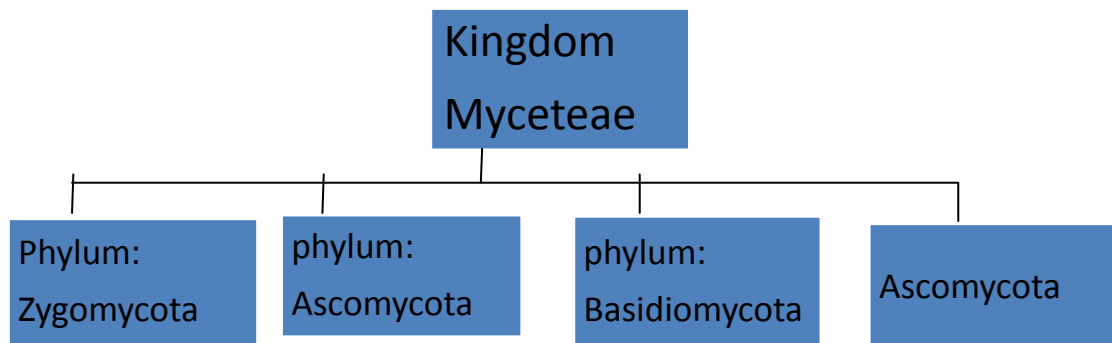 Kingdom
Myceteae
Phylum:
Zygomycota
phylum:
Ascomycota
phylum:
Basidiomycota
Ascomycota